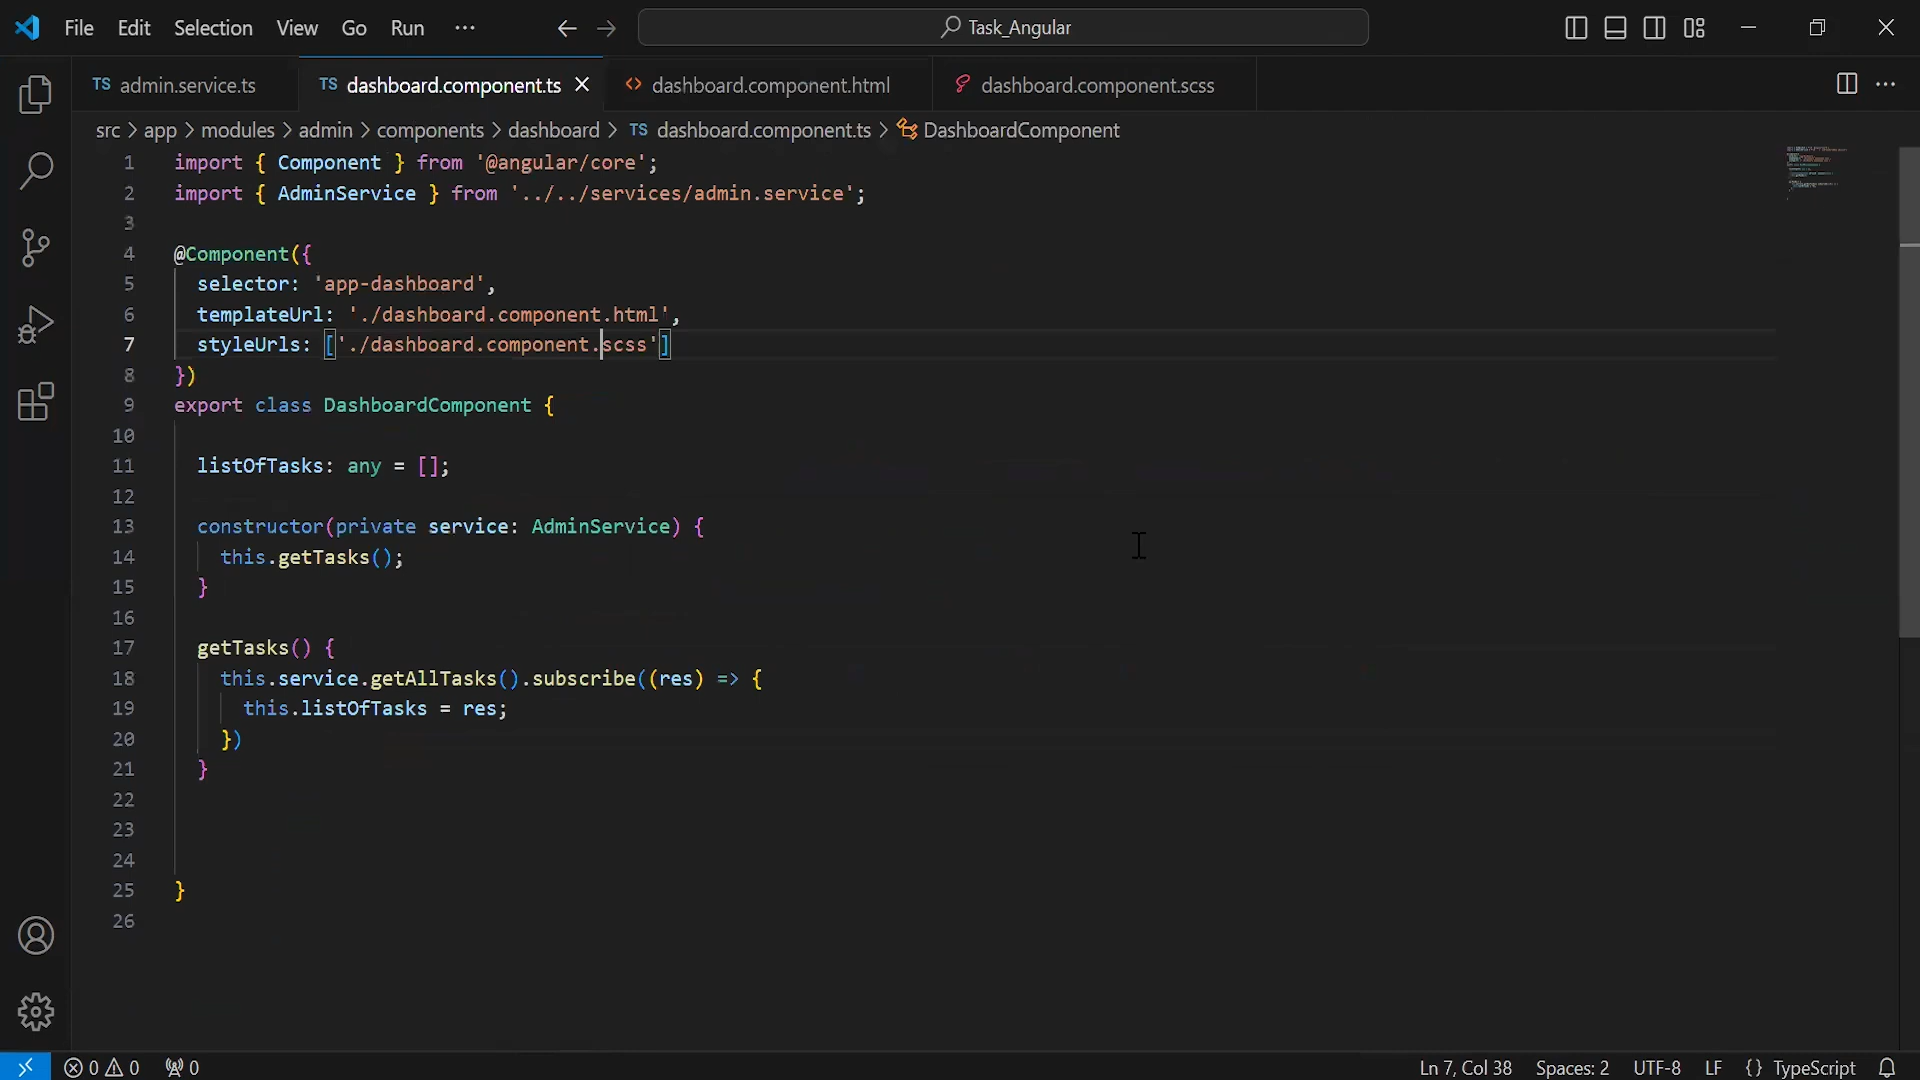 File Edit Selection View Go Run ··· ← → Task_Angular
TS admin.service.ts TS dashboard.component.ts × <> dashboard.component.html dashboard.component.scss ···
src > app > modules > admin > components > dashboard > TS dashboard.component.ts > DashboardComponent
1 import { Component } from '@angular/core';
2 import { AdminService } from '../../services/admin.service';
3
4 @Component({
5 selector: 'app-dashboard',
6 templateUrl: './dashboard.component.html',
7 styleUrls: ['./dashboard.component.scss']
8 })
9 export class DashboardComponent {
10
11 listOfTasks: any = [];
12
13 constructor(private service: AdminService) {
14 this.getTasks();
15 }
16
17 getTasks() {
18 this.service.getAllTasks().subscribe((res) => {
19 this.listOfTasks = res;
20 })
21 }
22
23
24
25 }
26
0 0 0 Ln 7, Col 38 Spaces: 2 UTF-8 LF {} TypeScript